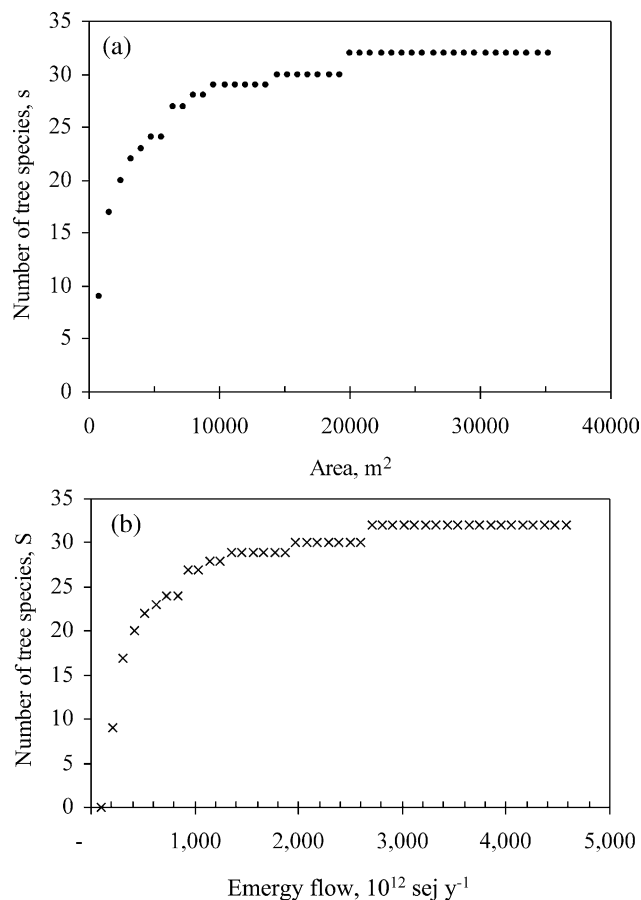 (a)
Number of tree species, s
35
30
25
20
15
10
5
0
0 10000 20000 30000 40000
Area, m²
(b)
Number of tree species, S
35
30
25
20
15
10
5
0
- 1,000 2,000 3,000 4,000 5,000
Emergy flow, 10¹² sej y⁻¹